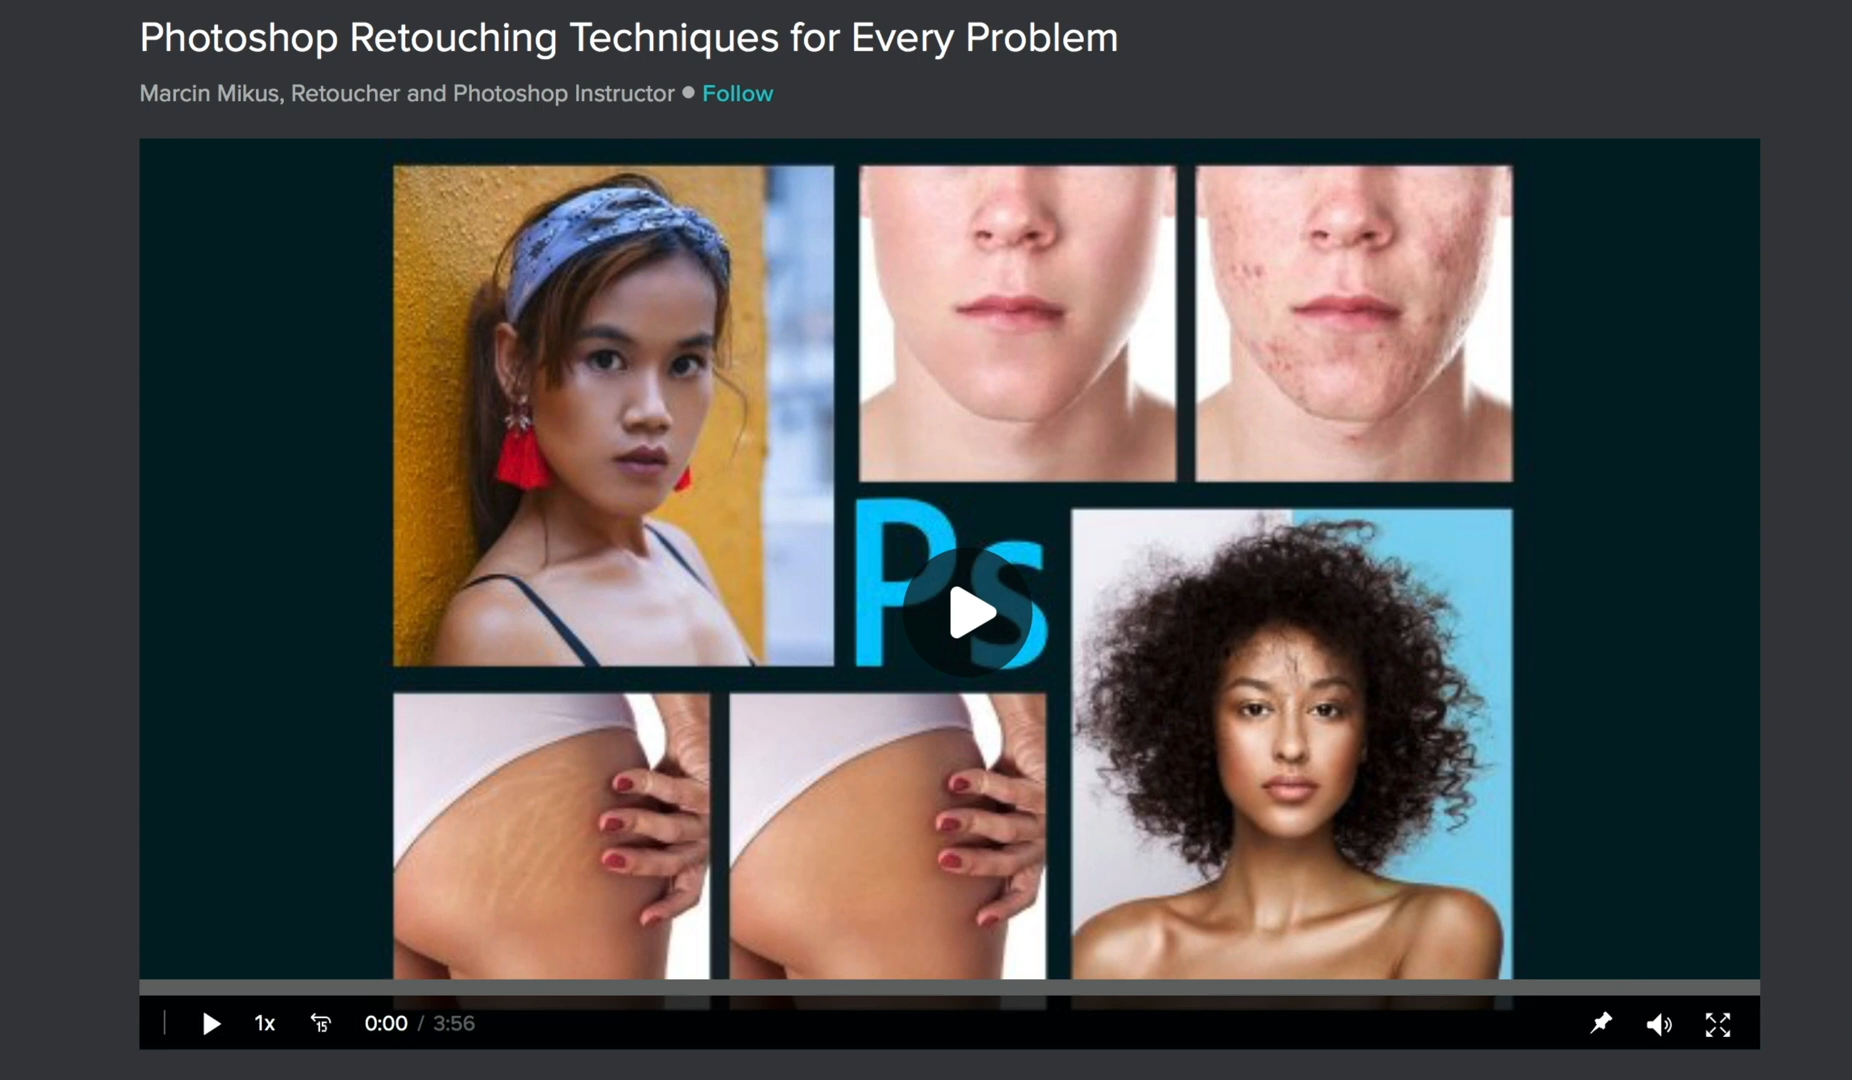 Photoshop Retouching Techniques for Every Problem
Marcin Mikus, Retoucher and Photoshop Instructor ● Follow
Ps
1x 15 0:00 / 3:56